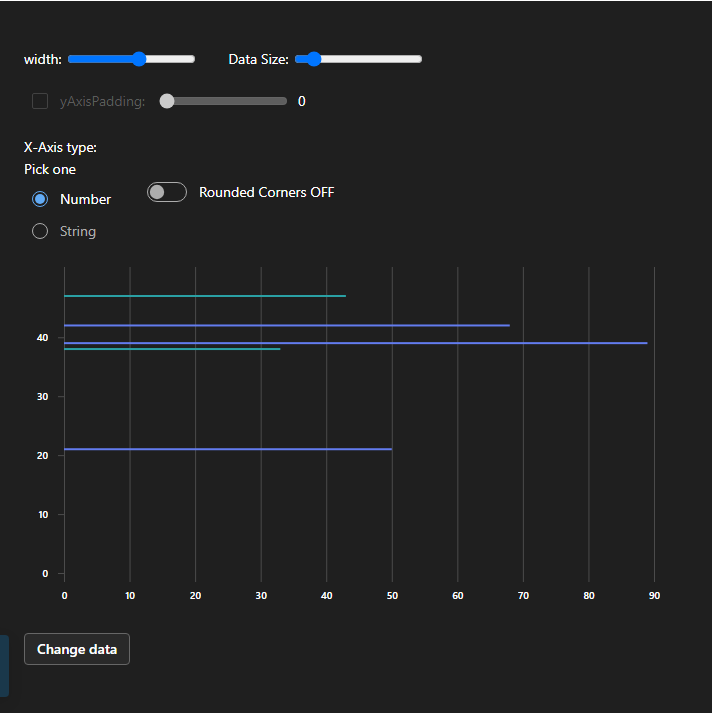 width: Data Size:
yAxisPadding: 0
X-Axis type:
Pick one
Number Rounded Corners OFF
String
40
30
20
10
0
0 10 20 30 40 50 60 70 80 90
Change data